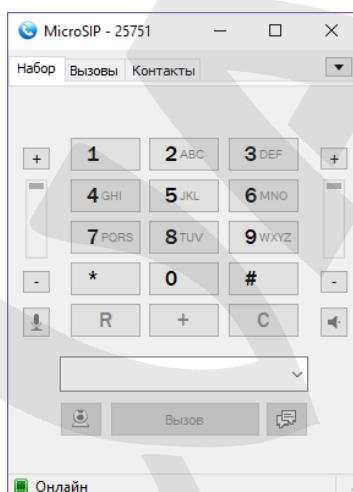 MicroSIP - 25751
Набор Вызовы Контакты
+ 1 2 ABC 3 DEF +
4 GHI 5 JKL 6 MNO
7 PQRS 8 TUV 9 WXYZ
- * 0 # -
R + C
Вызов
Онлайн